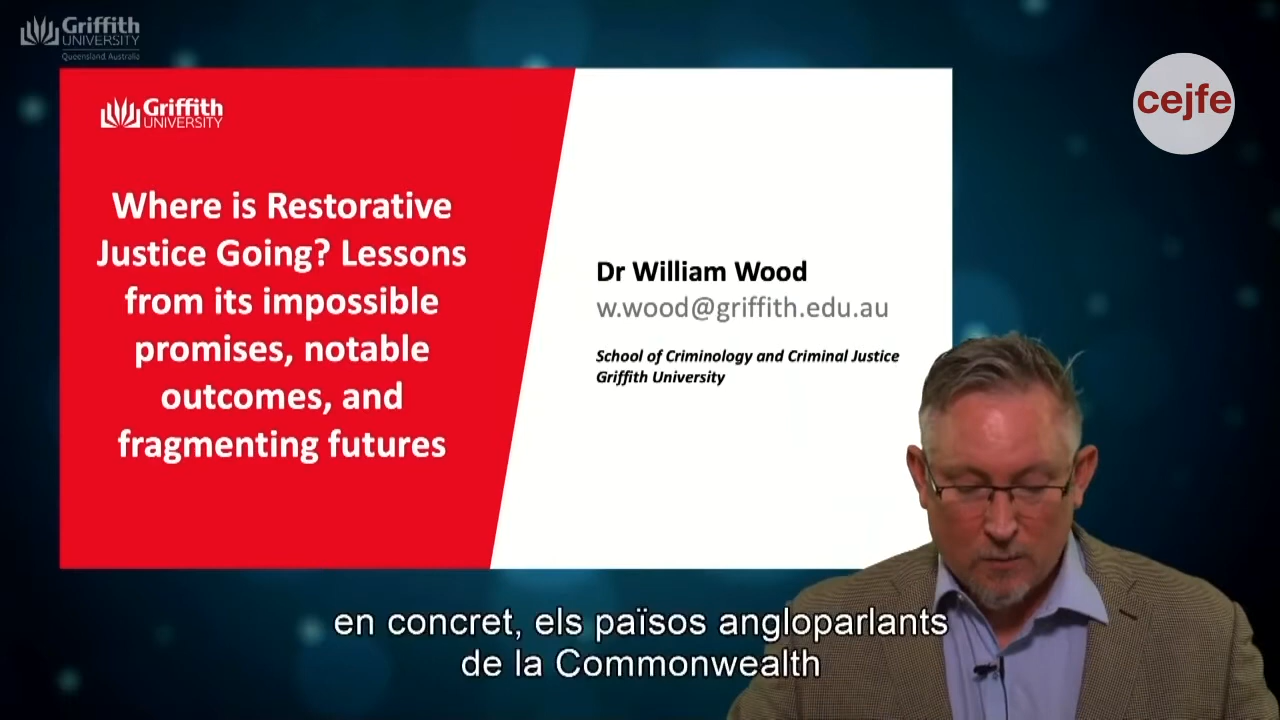 Griffith
UNIVERSITY
Queensland Australia
cejfe
Griffith
UNIVERSITY
Where is Restorative
Justice Going? Lessons
from its impossible
promises, notable
outcomes, and
fragmenting futures
Dr William Wood
w.wood@griffith.edu.au
School of Criminology and Criminal Justice
Griffith University
en concret, els països angloparlants
de la Commonwealth